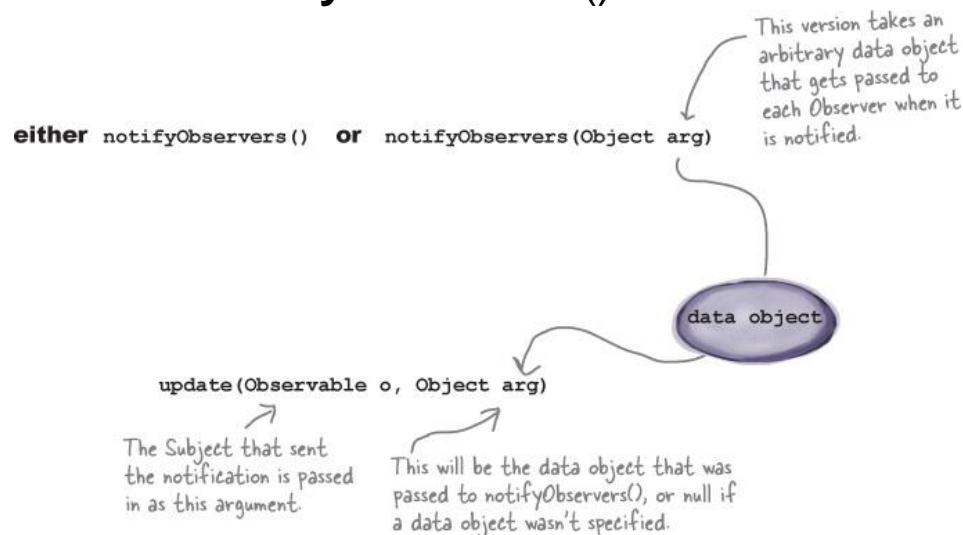 ()
This version takes an
arbitrary data object
that gets passed to
each Observer when it
is notified.
either notifyObservers() or notifyObservers(Object arg)
data object
update(Observable o, Object arg)
The Subject that sent
the notification is passed
in as this argument.
This will be the data object that was
passed to notifyObservers(), or null if
a data object wasn't specified.